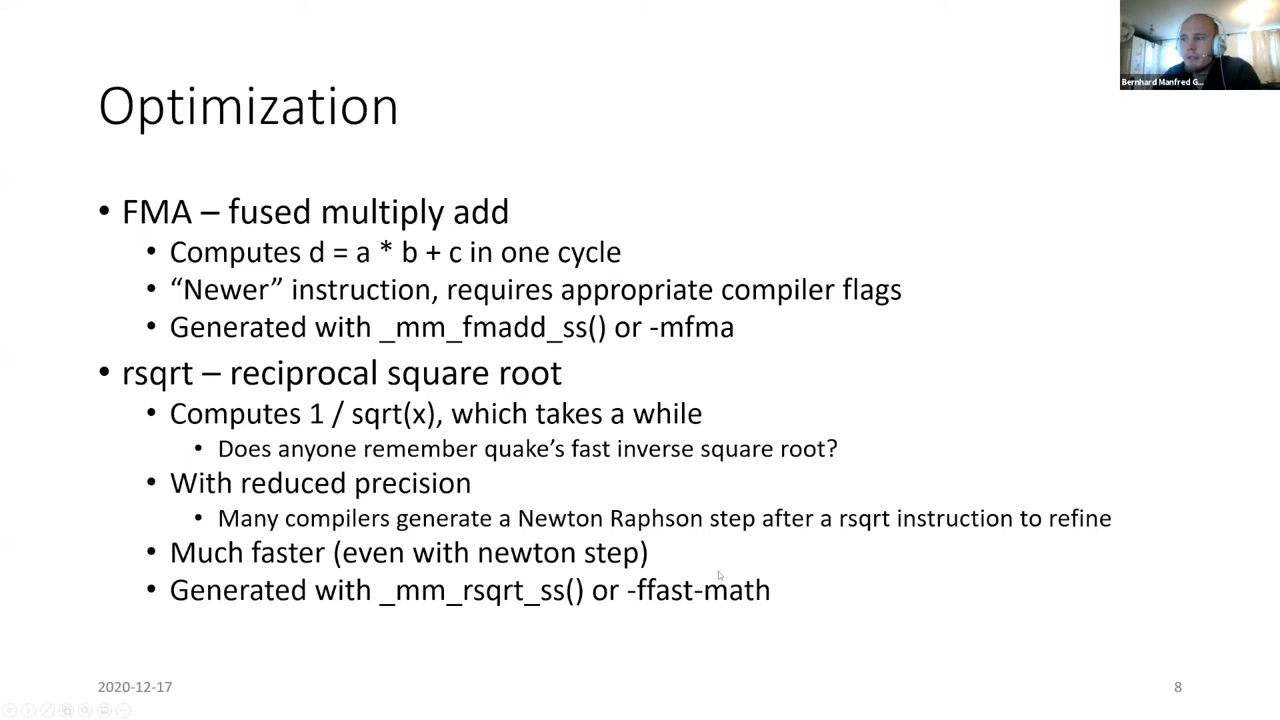 Bernhard Manfred G...
Optimization
• FMA – fused multiply add
• Computes d = a * b + c in one cycle
• “Newer” instruction, requires appropriate compiler flags
• Generated with _mm_fmadd_ss() or -mfma
• rsqrt – reciprocal square root
• Computes 1 / sqrt(x), which takes a while
• Does anyone remember quake’s fast inverse square root?
• With reduced precision
• Many compilers generate a Newton Raphson step after a rsqrt instruction to refine
• Much faster (even with newton step)
• Generated with _mm_rsqrt_ss() or -ffast-math
2020-12-17
8